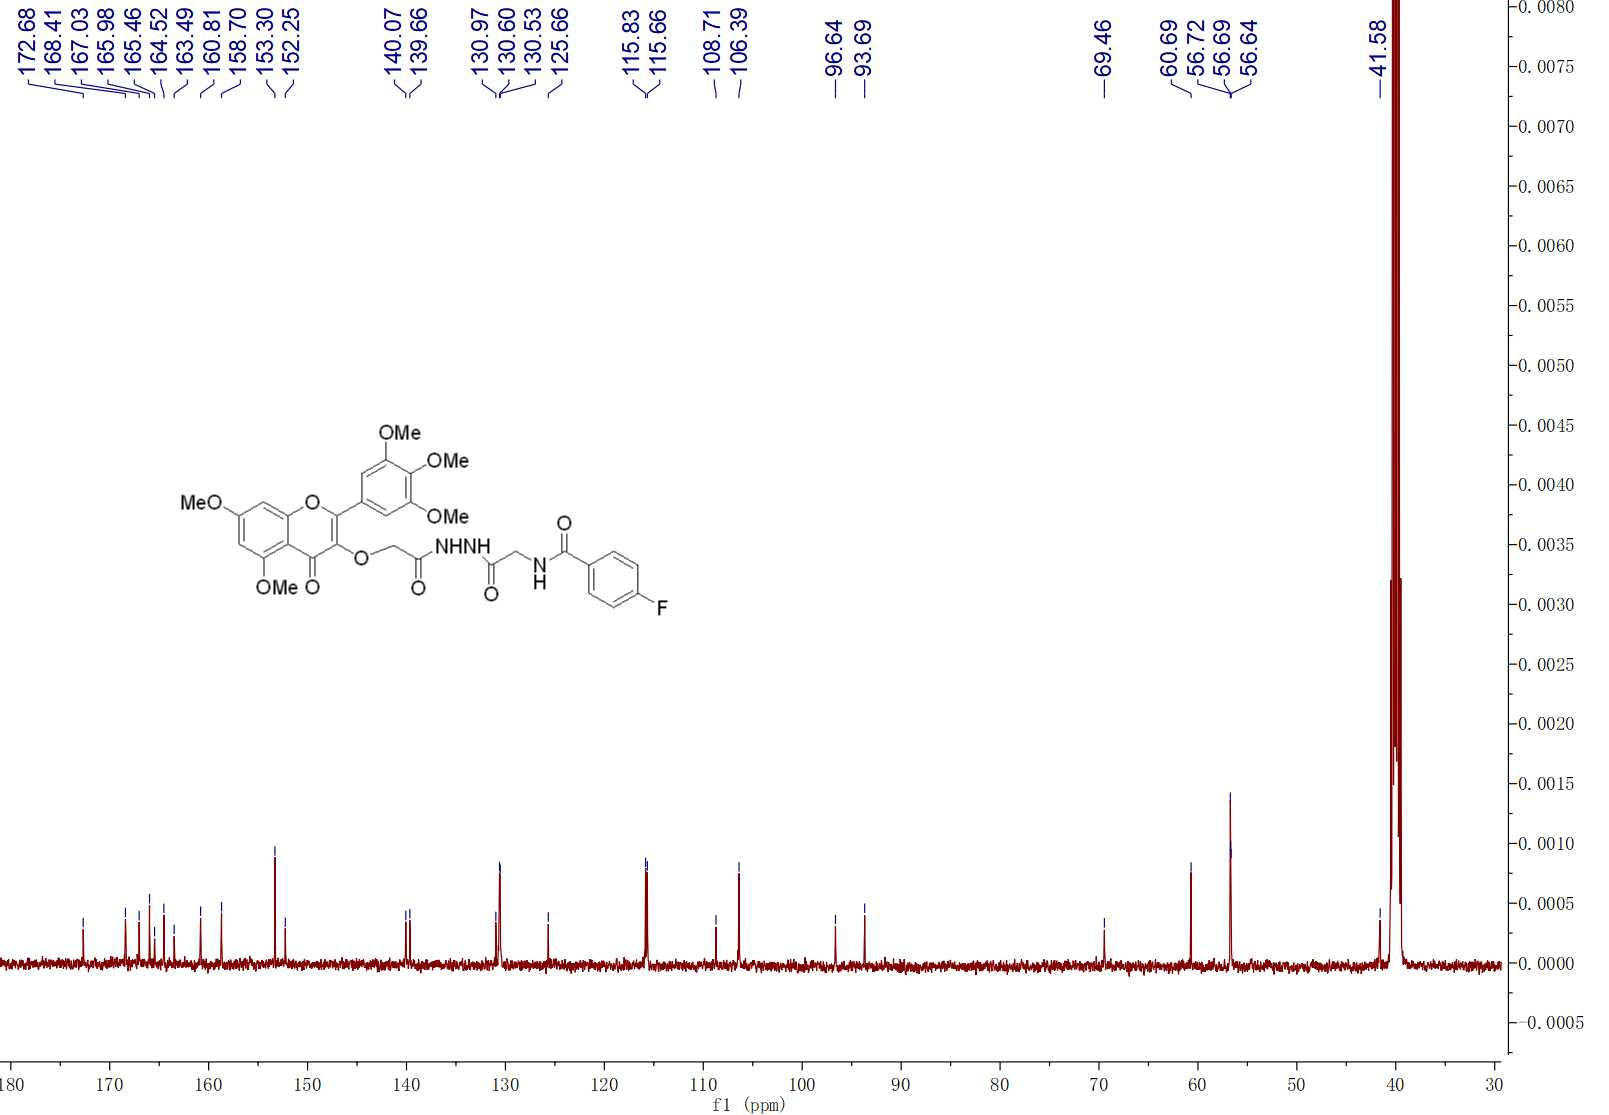 172.68
168.41
167.03
165.98
165.46
164.52
163.49
160.81
158.70
153.30
152.25
140.07
139.66
130.97
130.60
130.53
125.66
115.83
115.66
108.71
106.39
96.64
93.69
69.46
60.69
56.72
56.69
56.64
41.58
0.0080
0.0075
0.0070
0.0065
0.0060
0.0055
0.0050
0.0045
0.0040
0.0035
0.0030
0.0025
0.0020
0.0015
0.0010
0.0005
0.0000
-0.0005
OMe
OMe
MeO
O
OMe
O
NHNH
O
N
H
OMe
O
O
O
F
180 170 160 150 140 130 120 110 100 90 80 70 60 50 40 30
f1 (ppm)